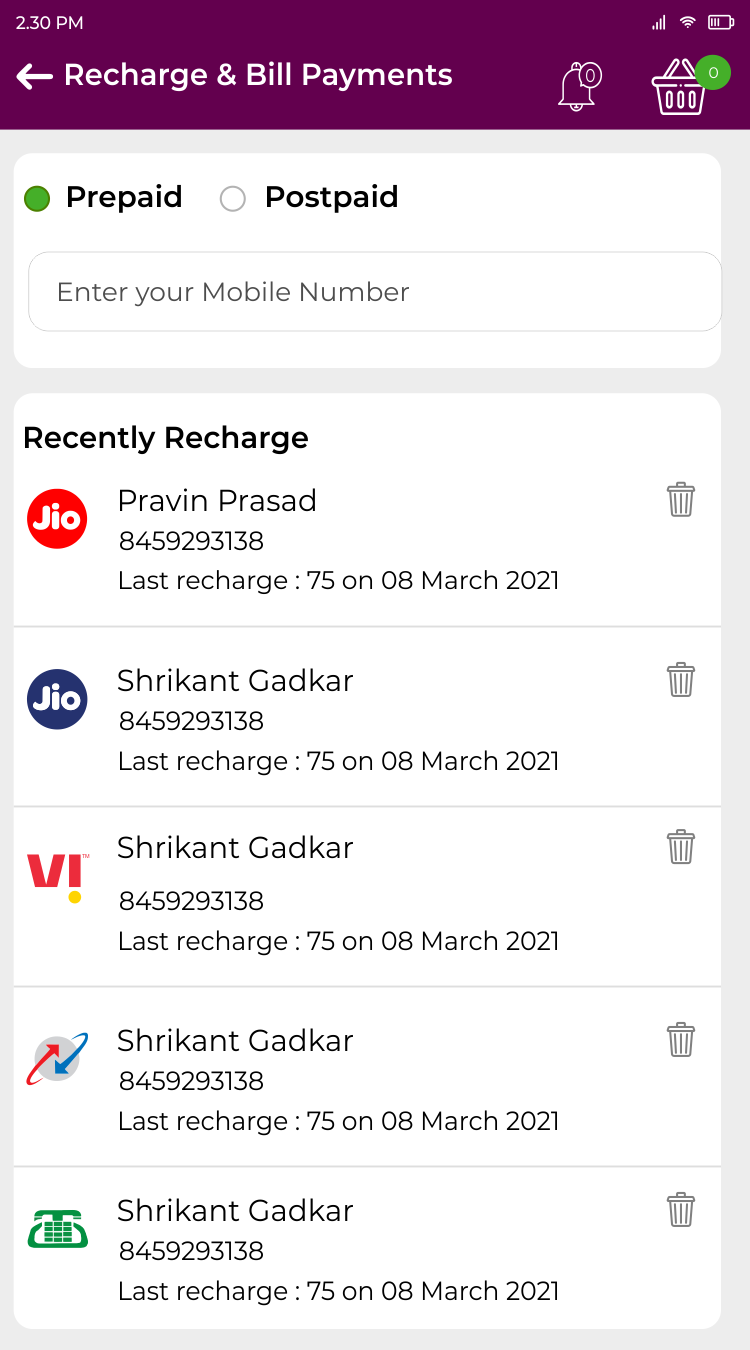 2.30 PM
Recharge & Bill Payments
0
0
Prepaid
Postpaid
Enter your Mobile Number
Recently Recharge
Jio
Pravin Prasad
8459293138
Last recharge : 75 on 08 March 2021
Jio
Shrikant Gadkar
8459293138
Last recharge : 75 on 08 March 2021
VI™
Shrikant Gadkar
8459293138
Last recharge : 75 on 08 March 2021
Shrikant Gadkar
8459293138
Last recharge : 75 on 08 March 2021
Shrikant Gadkar
8459293138
Last recharge : 75 on 08 March 2021